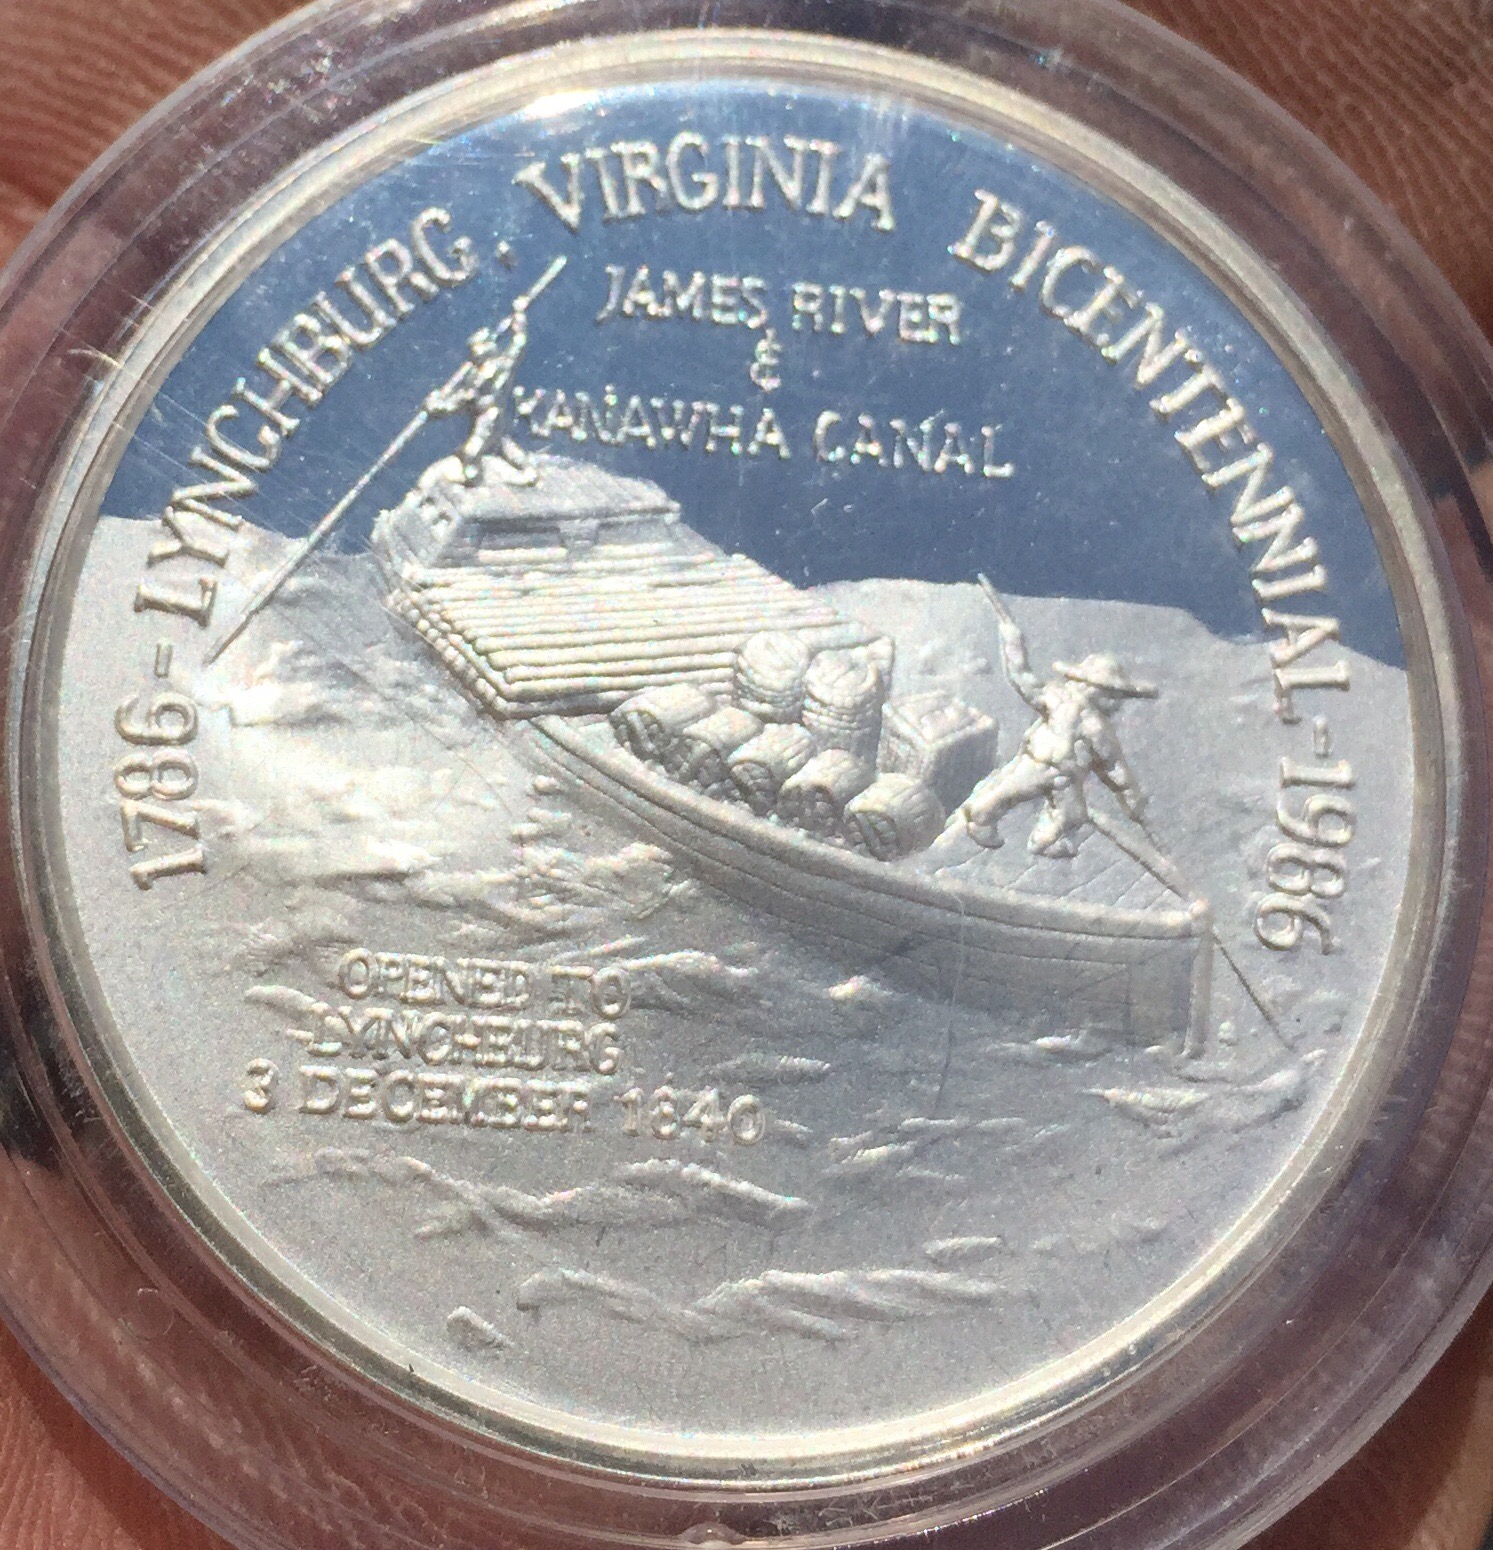 1786-LYNCHBURG, VIRGINIA BICENTENNIAL-1986
JAMES RIVER
&
KANAWHA CANAL
OPENED TO
LYNCHBURG
3 DECEMBER 1840